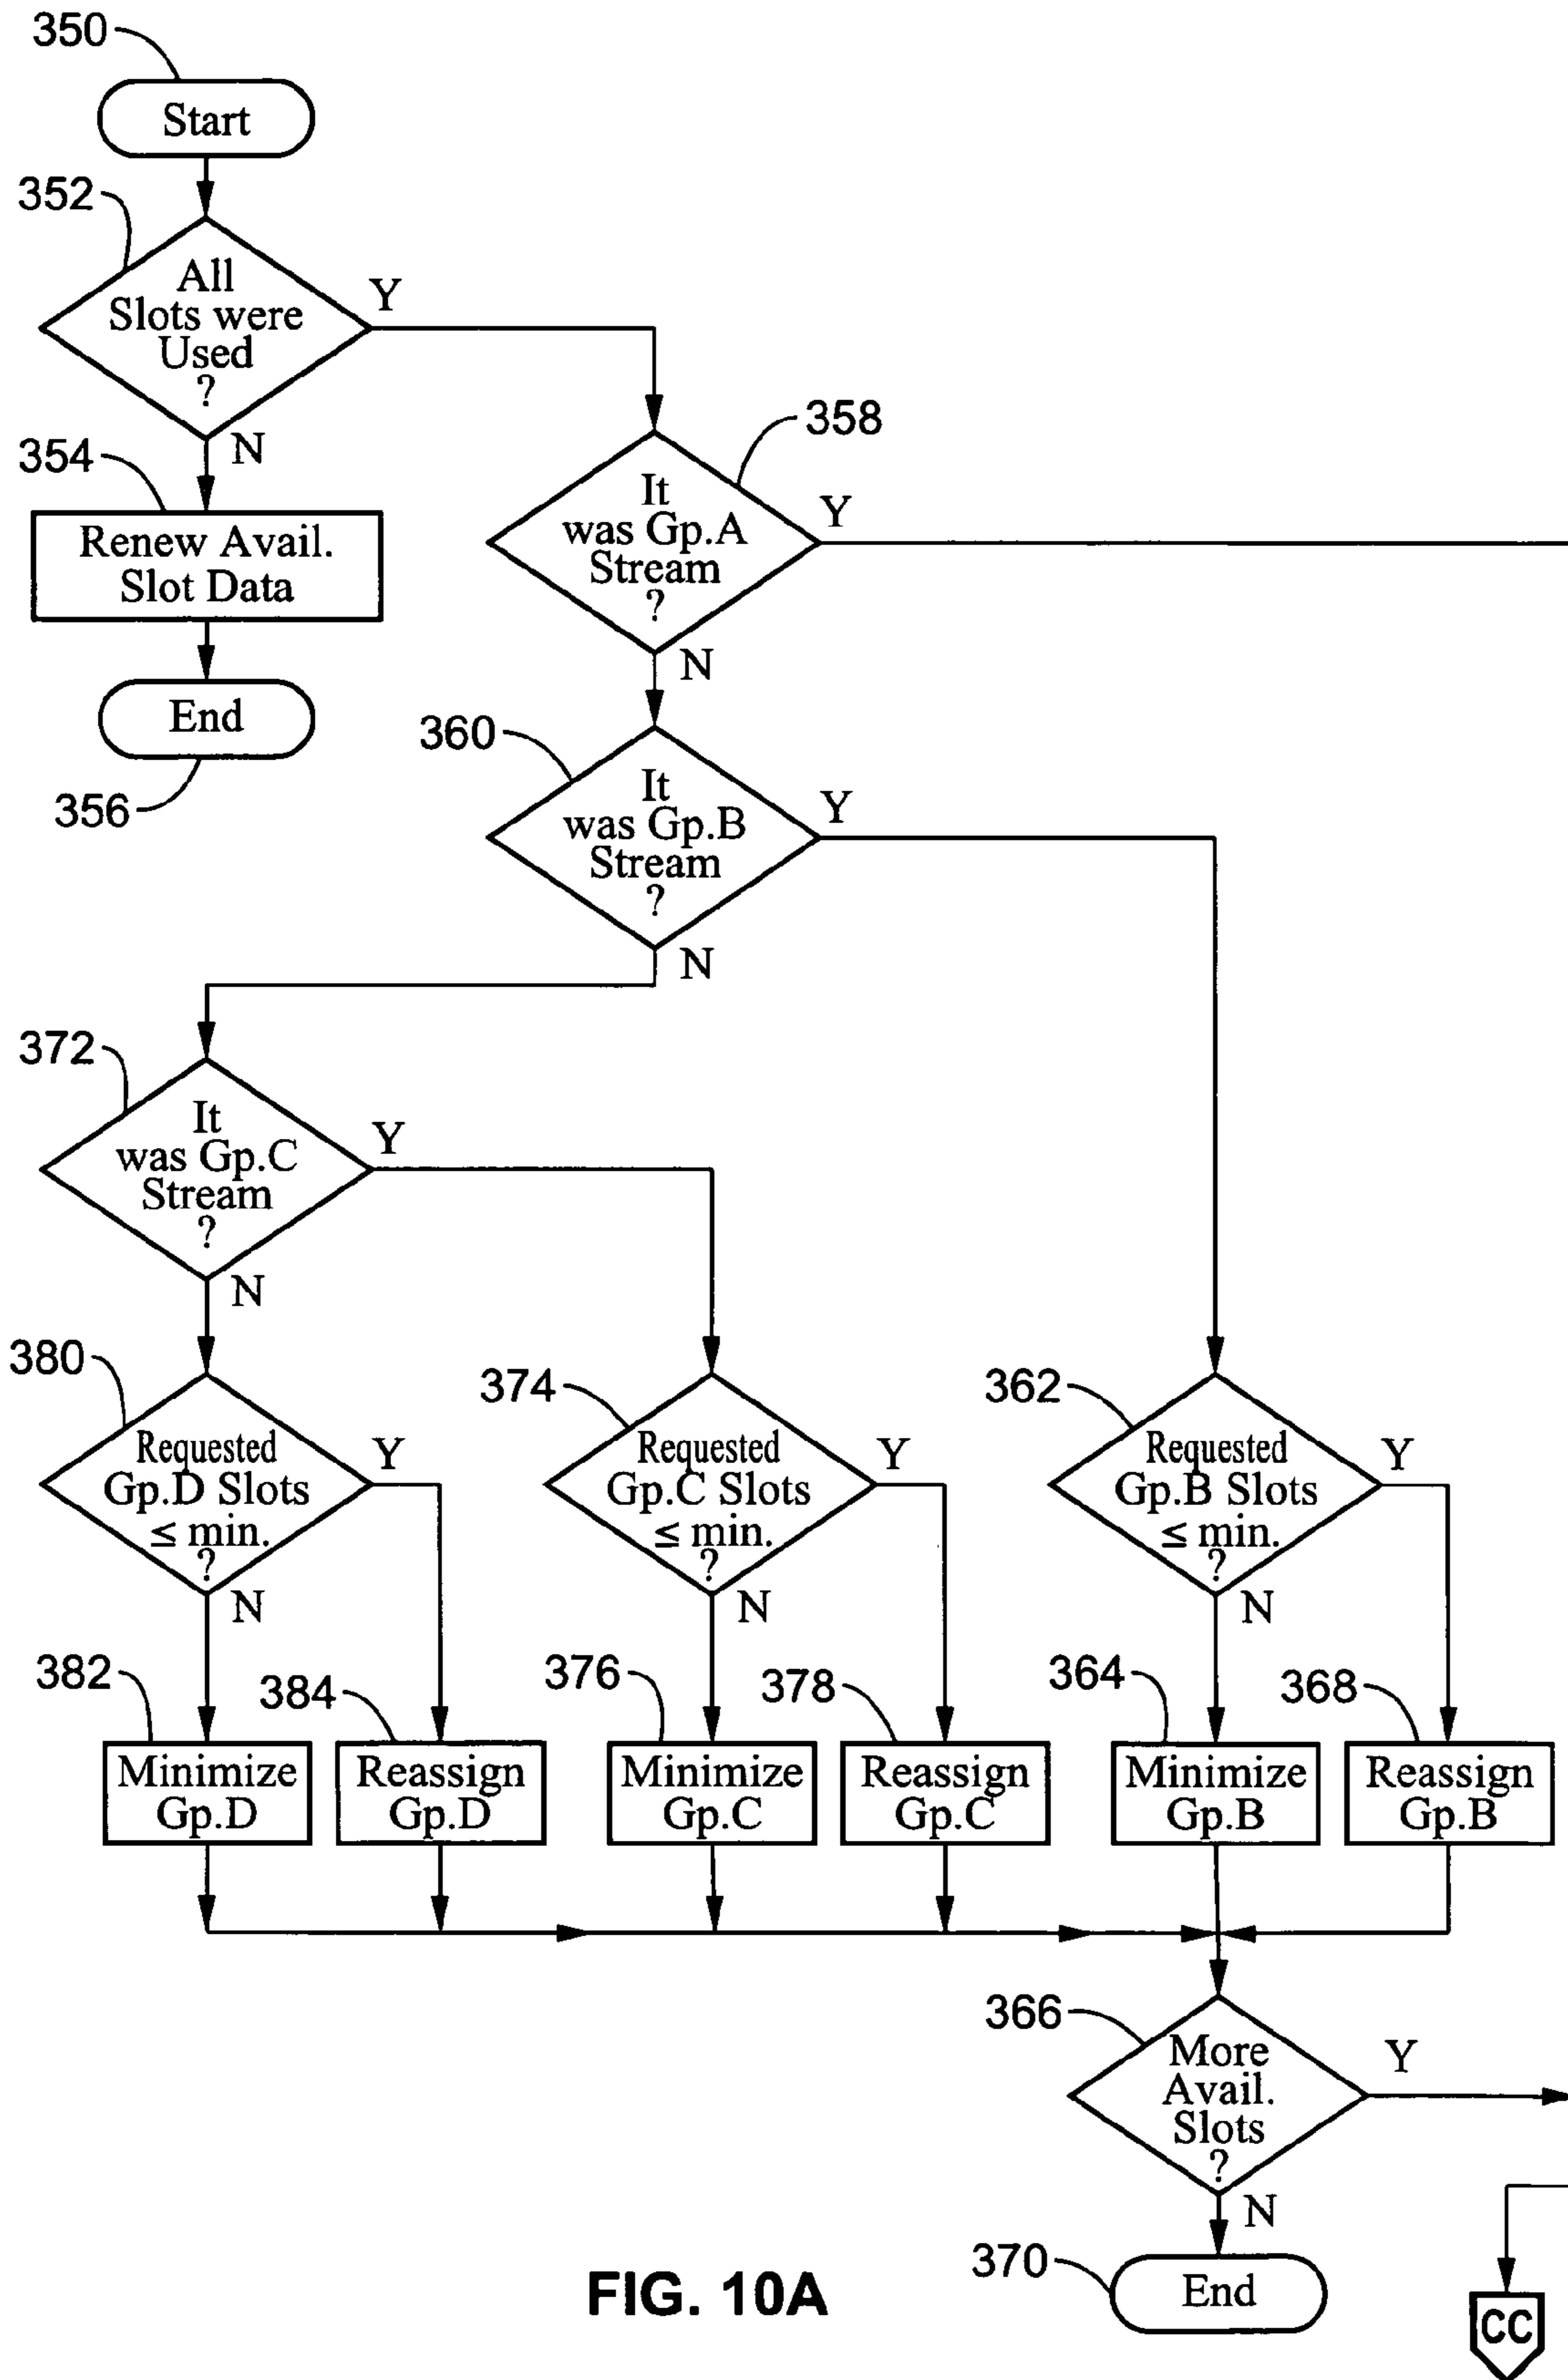 350
Start
352
All
Slots were
Used
?
Y
N
354
Renew Avail.
Slot Data
End
356
358
It
was Gp.A
Stream
?
Y
N
360
It
was Gp.B
Stream
?
Y
N
372
It
was Gp.C
Stream
?
Y
N
380
Requested
Gp.D Slots
≤ min.
?
Y
N
374
Requested
Gp.C Slots
≤ min.
?
Y
N
362
Requested
Gp.B Slots
≤ min.
?
Y
N
382
Minimize
Gp.D
384
Reassign
Gp.D
376
Minimize
Gp.C
378
Reassign
Gp.C
364
Minimize
Gp.B
368
Reassign
Gp.B
366
More
Avail.
Slots
?
Y
N
370
End
CC
FIG. 10A